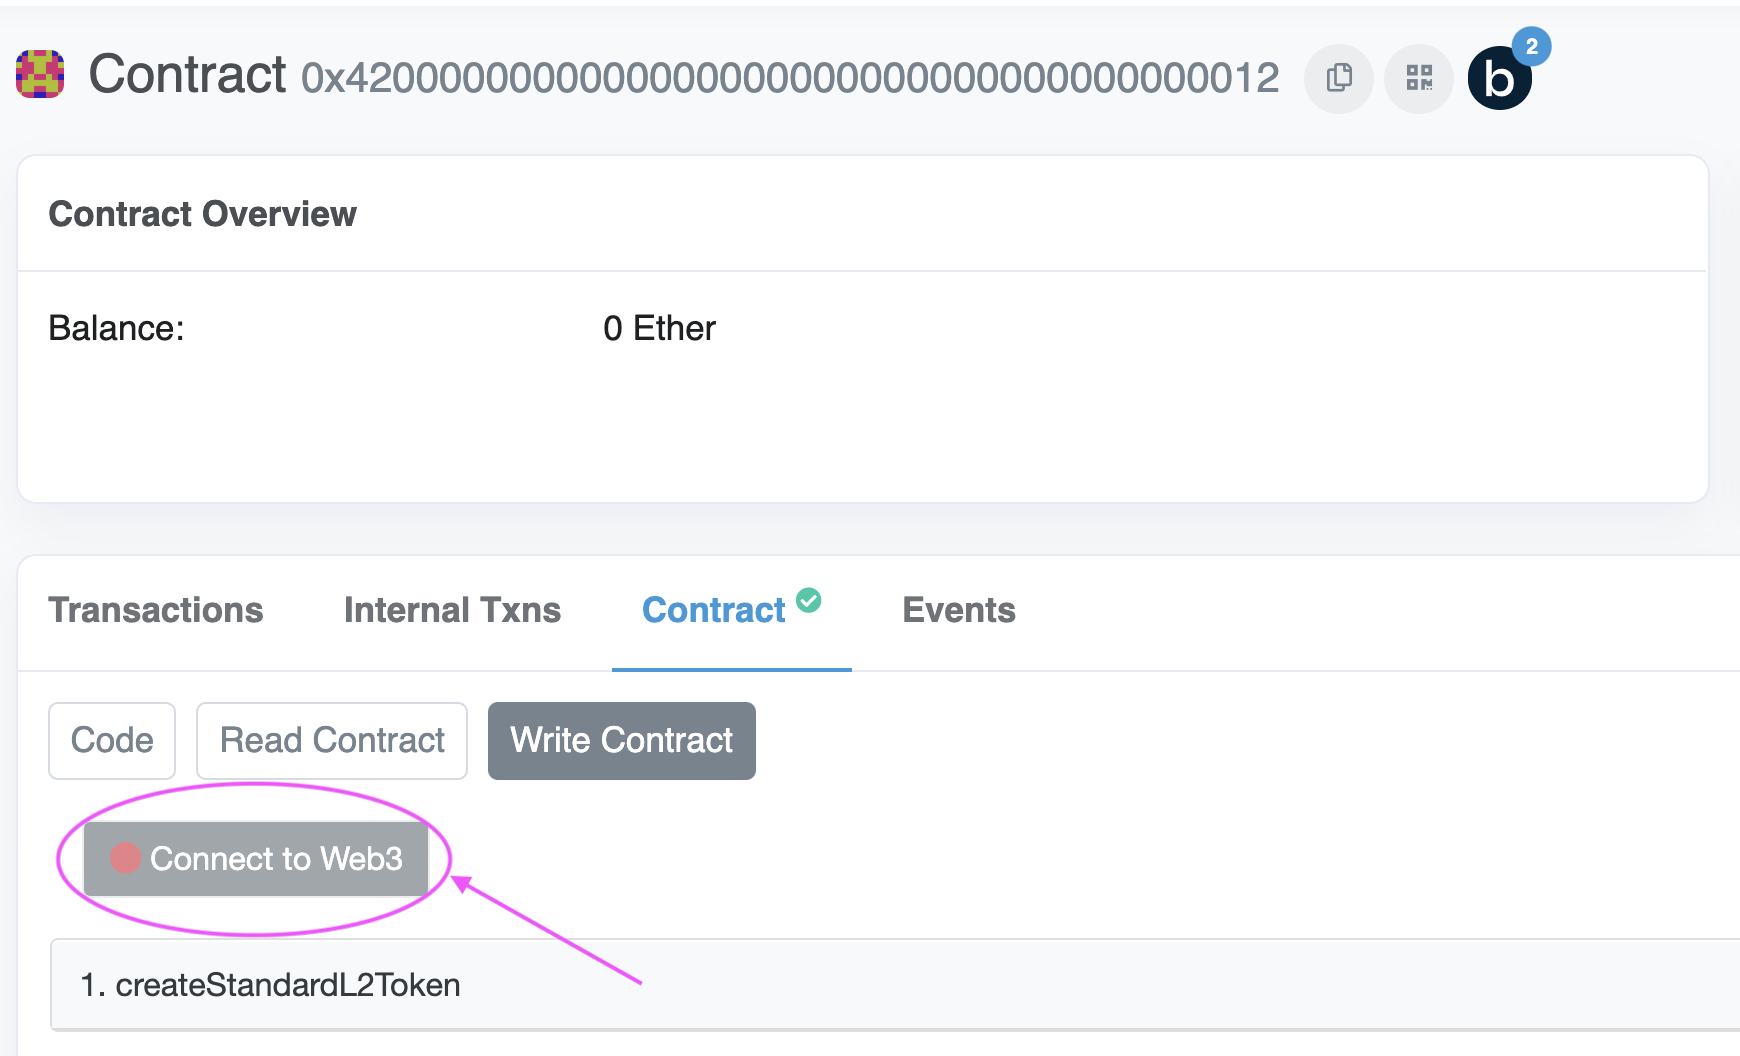 Contract 0x4200000000000000000000000000000000000012
b
2
Contract Overview
Balance: 0 Ether
Transactions Internal Txns Contract Events
Code Read Contract Write Contract
Connect to Web3
1. createStandardL2Token